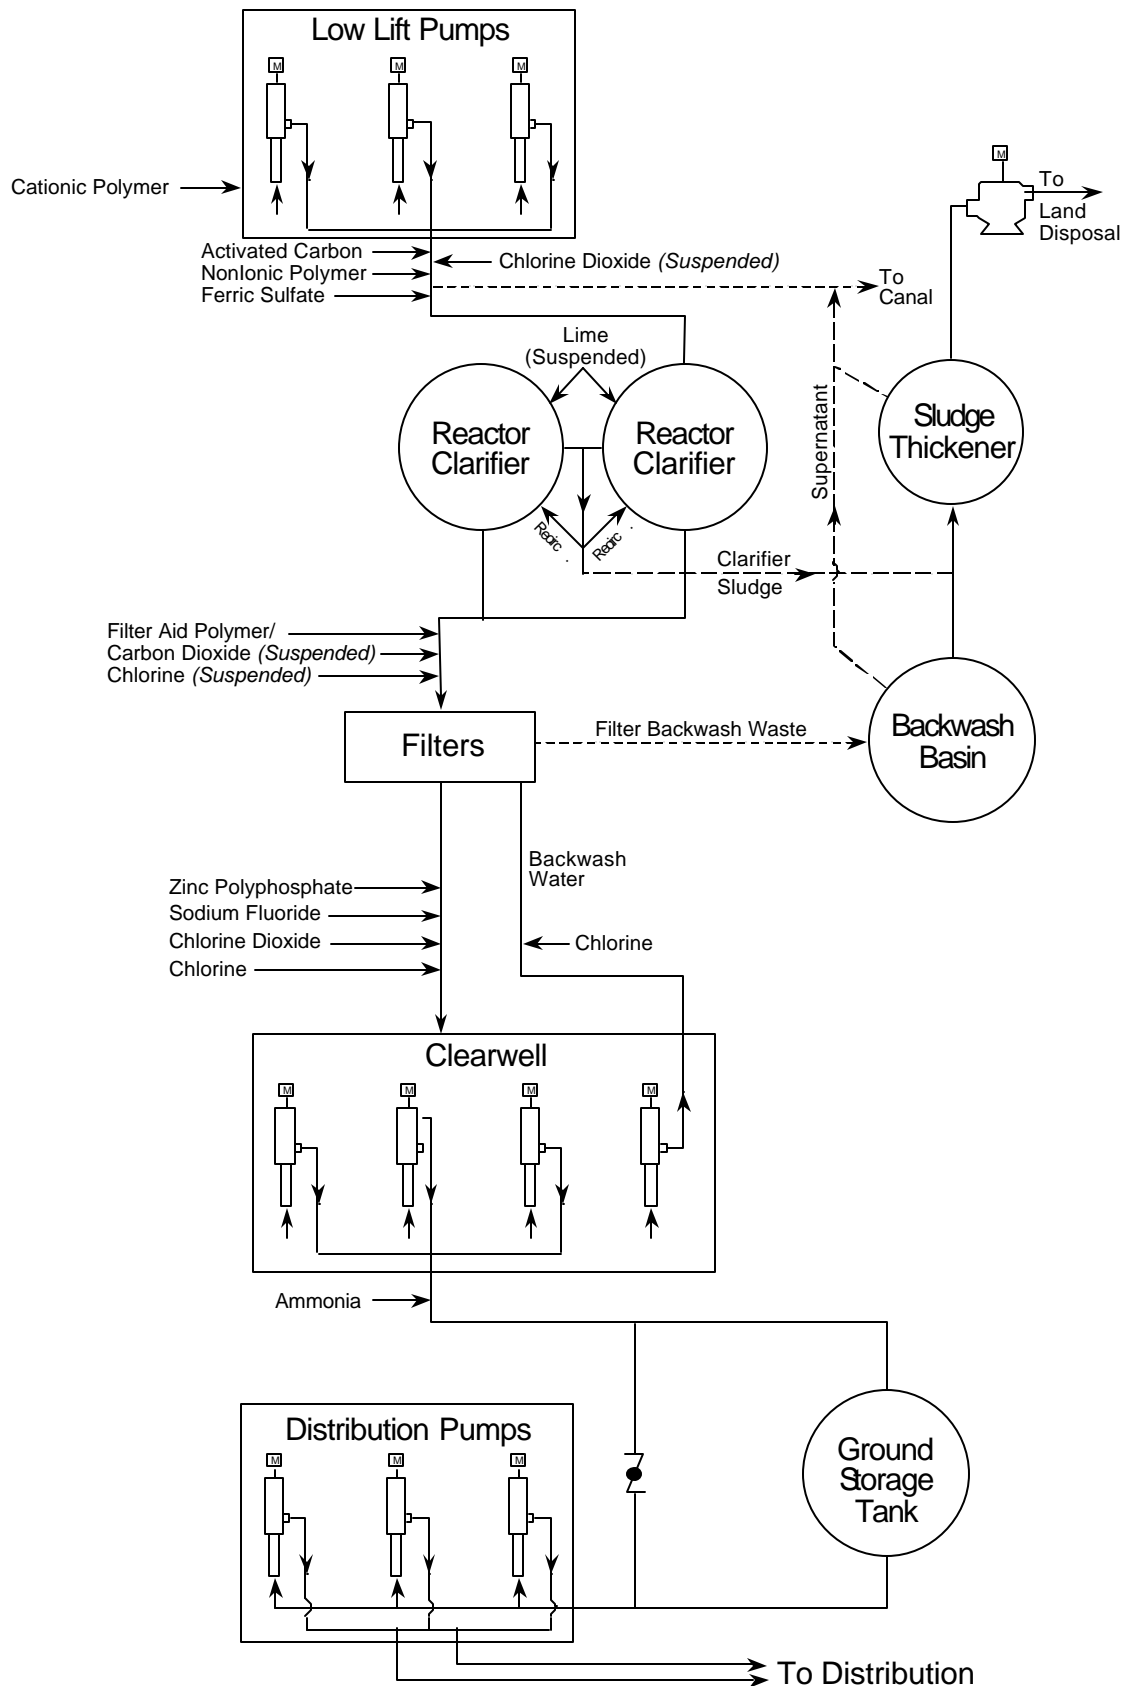 Low Lift Pumps
M
M
M
M
Cationic Polymer
To
Land
Disposal
Activated Carbon
Chlorine Dioxide (Suspended)
NonIonic Polymer
Ferric Sulfate
To
Canal
Lime
(Suspended)
Reactor
Clarifier
Reactor
Clarifier
Supernatant
Sludge
Thickener
Recirc .
Recirc .
Clarifier
Sludge
Filter Aid Polymer/
Carbon Dioxide (Suspended)
Chlorine (Suspended)
Filters
Filter Backwash Waste
Backwash
Basin
Backwash
Water
Zinc Polyphosphate
Sodium Fluoride
Chlorine Dioxide
Chlorine
Chlorine
Clearwell
M
M
M
M
Ammonia
Distribution Pumps
M
M
M
Ground
Storage
Tank
To Distribution